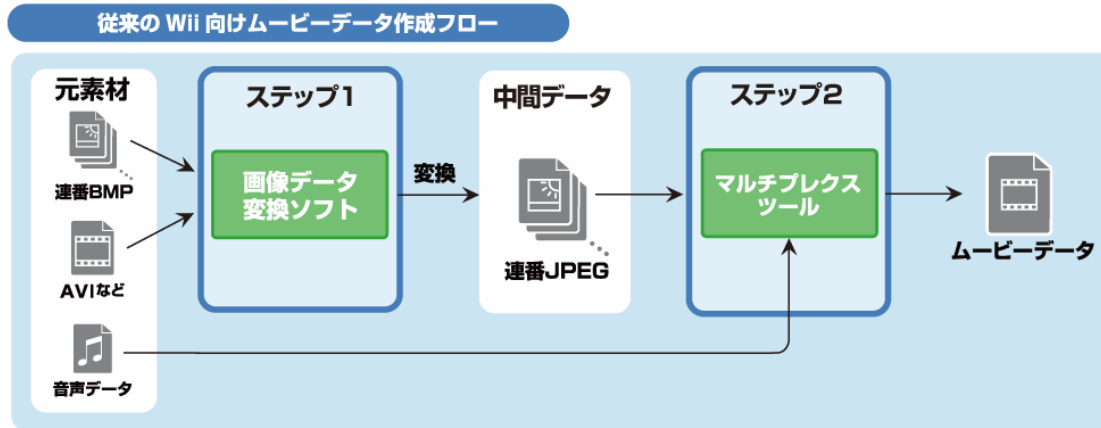 従来の Wii 向けムービーデータ作成フロー
元素材
連番BMP
AVIなど
音声データ
ステップ1
画像データ
変換ソフト
変換
中間データ
連番JPEG
ステップ2
マルチプレクス
ツール
ムービーデータ